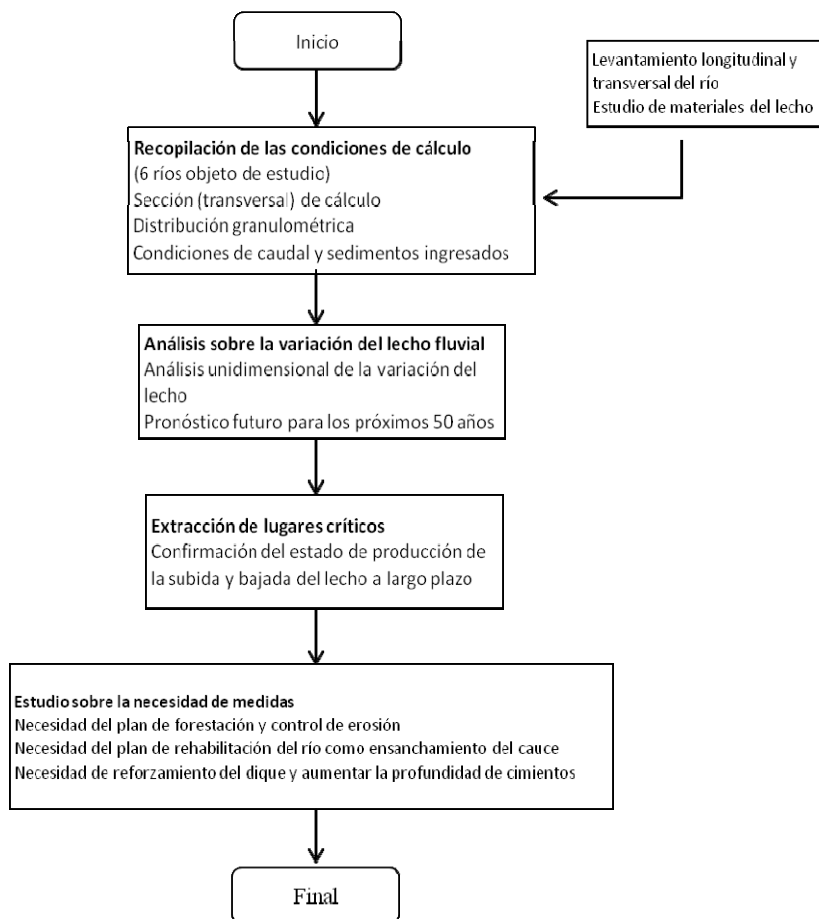 Inicio
Levantamiento longitudinal y
transversal del río
Estudio de materiales del lecho
Recopilación de las condiciones de cálculo
(6 ríos objeto de estudio)
Sección (transversal) de cálculo
Distribución granulométrica
Condiciones de caudal y sedimentos ingresados
Análisis sobre la variación del lecho fluvial
Análisis unidimensional de la variación del
lecho
Pronóstico futuro para los próximos 50 años
Extracción de lugares críticos
Confirmación del estado de producción de
la subida y bajada del lecho a largo plazo
Estudio sobre la necesidad de medidas
Necesidad del plan de forestación y control de erosión
Necesidad del plan de rehabilitación del río como ensanchamiento del cauce
Necesidad de reforzamiento del dique y aumentar la profundidad de cimientos
Final